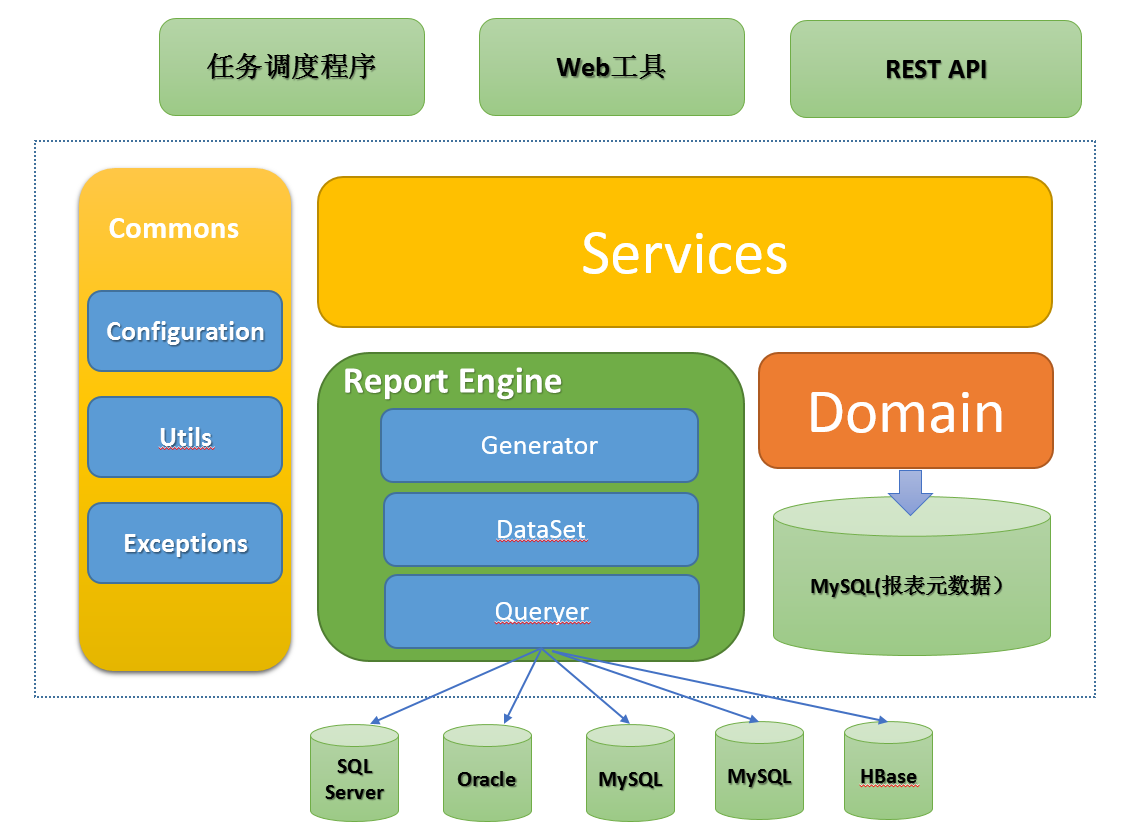 任务调度程序
Web工具
REST API
Commons
Configuration
Utils
Exceptions
Services
Report Engine
Generator
DataSet
Queryer
Domain
MySQL(报表元数据）
SQL
Server
Oracle
MySQL
MySQL
HBase